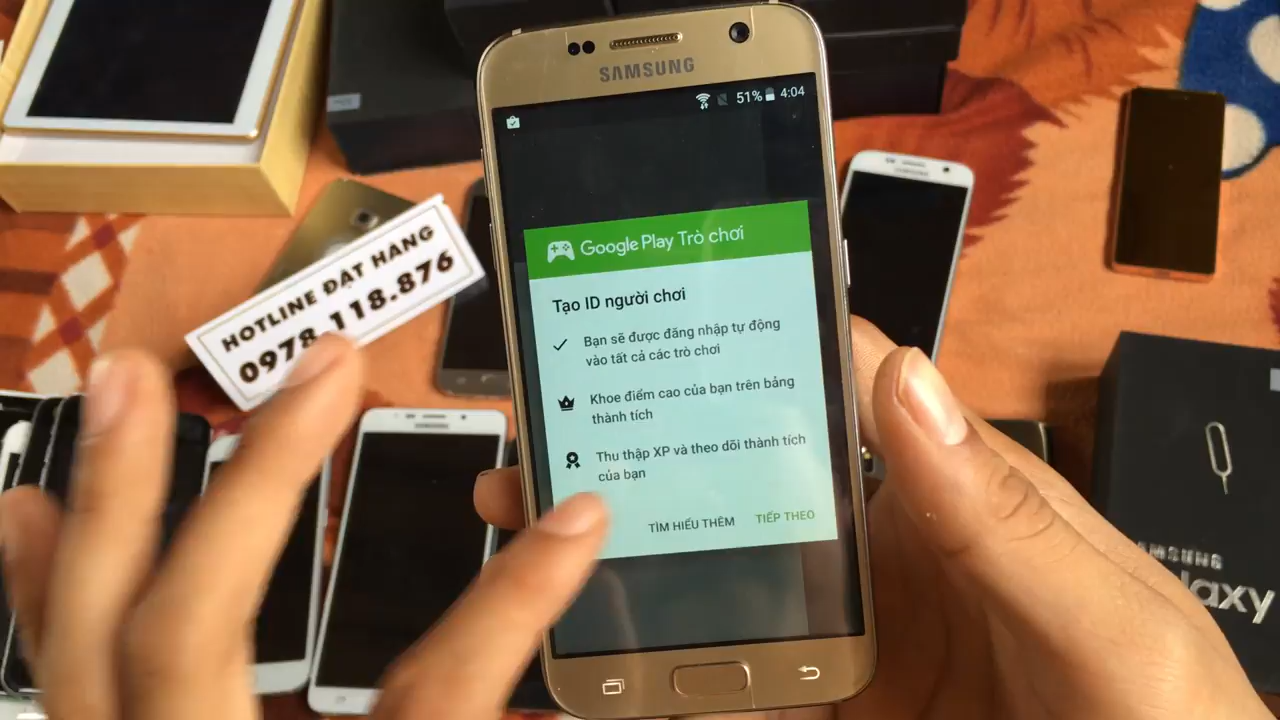 SAMSUNG
51% 4:04
Google Play Trò chơi
Tạo ID người chơi
Bạn sẽ được đăng nhập tự động
vào tất cả các trò chơi
Khoe điểm cao của bạn trên bảng
thành tích
Thu thập XP và theo dõi thành tích
của bạn
TÌM HIỂU THÊM TIẾP THEO
HOTLINE ĐẶT HÀNG
0978.118.876
SAMSUNG
SAMSUNG